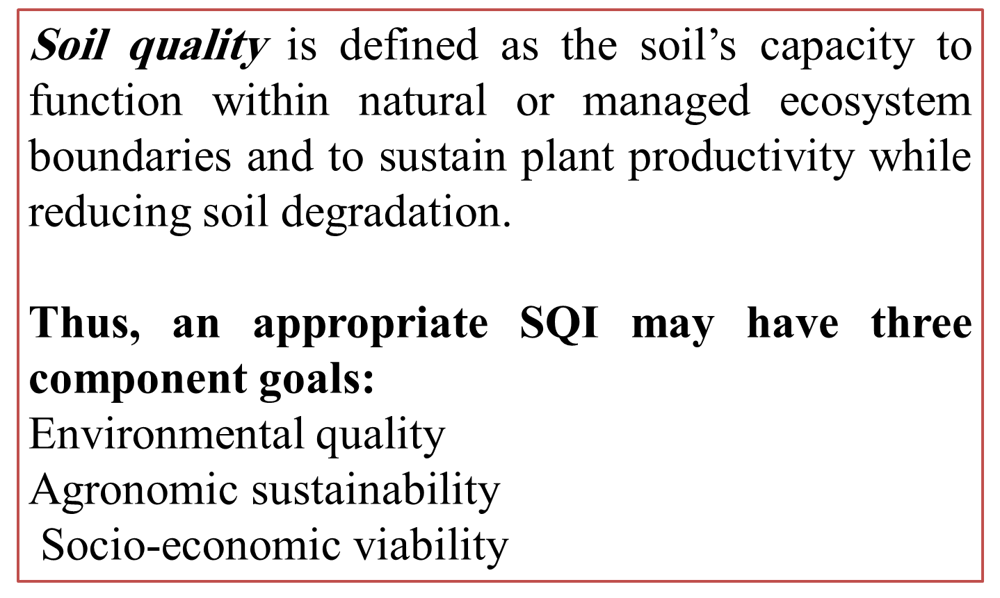 Soil quality is defined as the soil’s capacity to
function within natural or managed ecosystem
boundaries and to sustain plant productivity while
reducing soil degradation.
Thus, an appropriate SQI may have three
component goals:
Environmental quality
Agronomic sustainability
Socio-economic viability